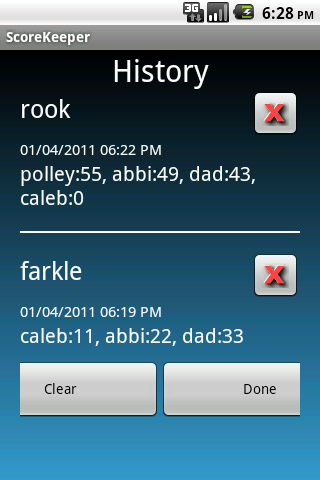 3G 6:28 PM
ScoreKeeper
History
rook
X
01/04/2011 06:22 PM
polley:55, abbi:49, dad:43,
caleb:0
farkle
X
01/04/2011 06:19 PM
caleb:11, abbi:22, dad:33
Clear Done